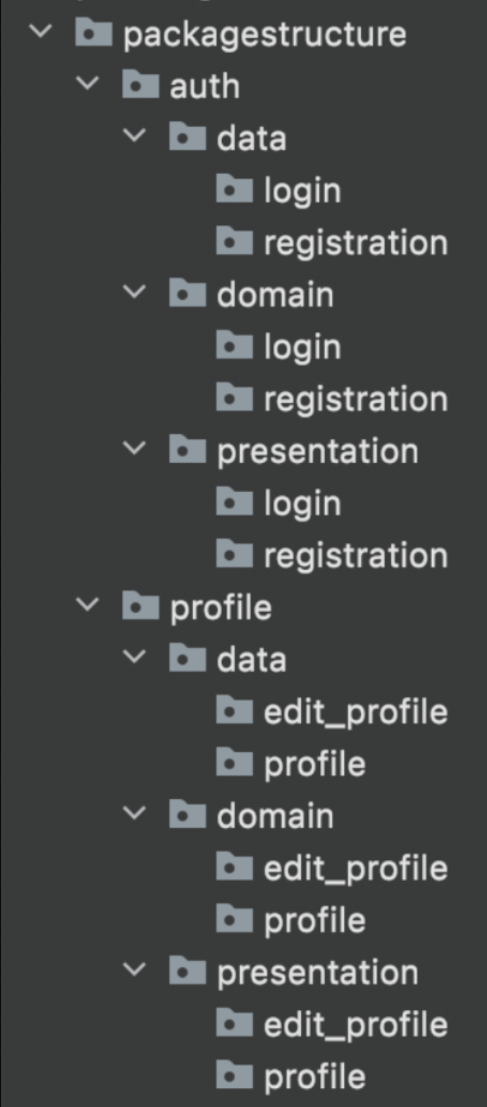 packagestructure
auth
data
login
registration
domain
login
registration
presentation
login
registration
profile
data
edit_profile
profile
domain
edit_profile
profile
presentation
edit_profile
profile